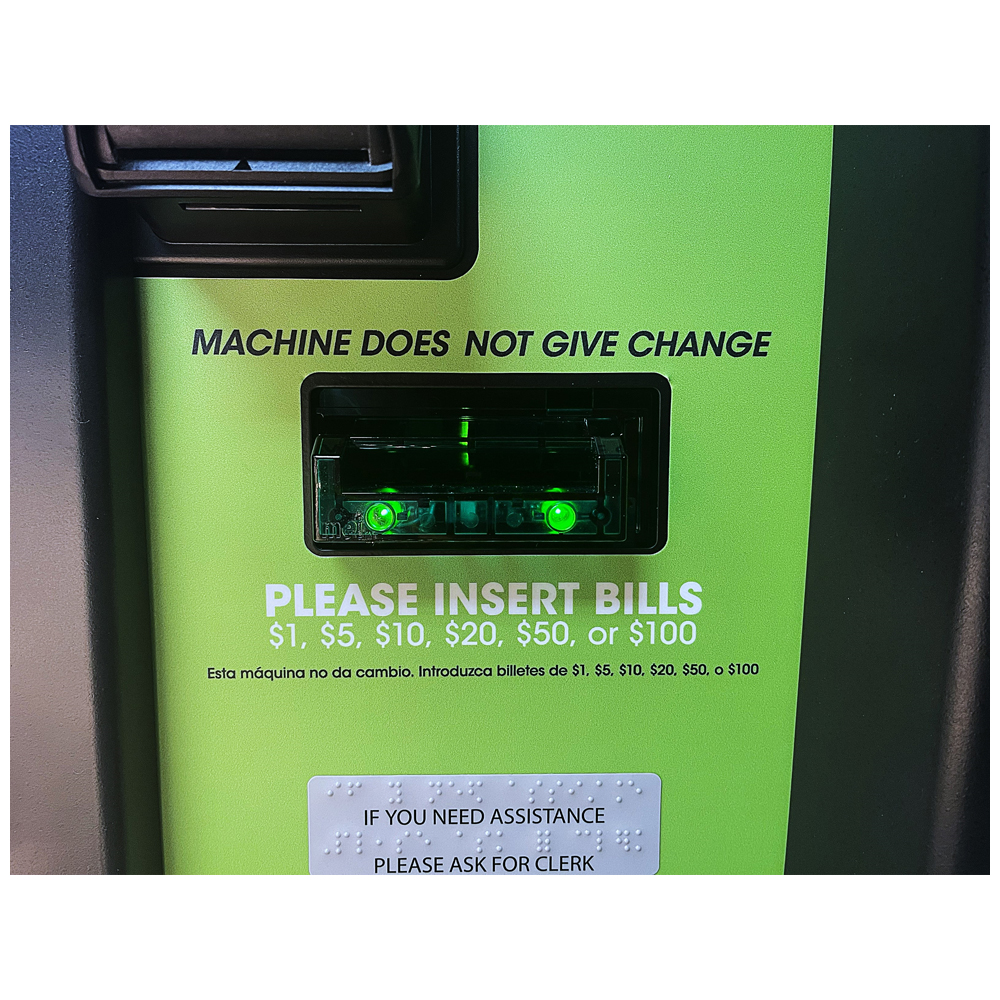 MACHINE DOES NOT GIVE CHANGE
mei
PLEASE INSERT BILLS
$1, $5, $10, $20, $50, or $100
Esta máquina no da cambio. Introduzca billetes de $1, $5, $10, $20, $50, o $100
IF YOU NEED ASSISTANCE
PLEASE ASK FOR CLERK